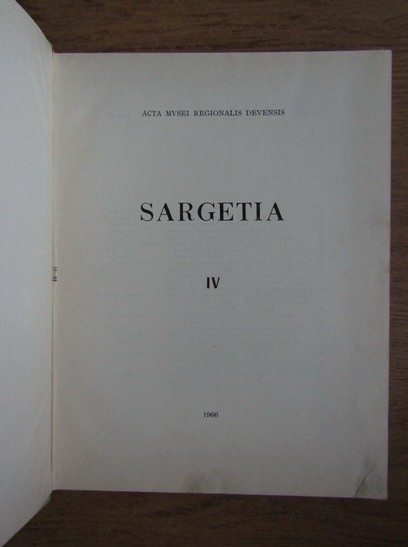 ACTA MVSEI REGIONALIS DEVENSIS
SARGETIA
IV
1966